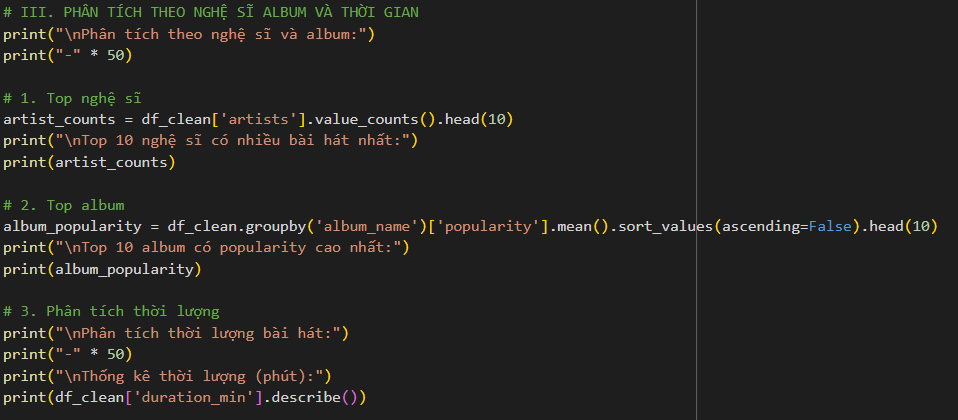 # III. PHÂN TÍCH THEO NGHỆ SĨ ALBUM VÀ THỜI GIAN
print("\nPhân tích theo nghệ sĩ và album:")
print("-" * 50)
# 1. Top nghệ sĩ
artist_counts = df_clean['artists'].value_counts().head(10)
print("\nTop 10 nghệ sĩ có nhiều bài hát nhất:")
print(artist_counts)
# 2. Top album
album_popularity = df_clean.groupby('album_name')['popularity'].mean().sort_values(ascending=False).head(10)
print("\nTop 10 album có popularity cao nhất:")
print(album_popularity)
# 3. Phân tích thời lượng
print("\nPhân tích thời lượng bài hát:")
print("-" * 50)
print("\nThống kê thời lượng (phút):")
print(df_clean['duration_min'].describe())